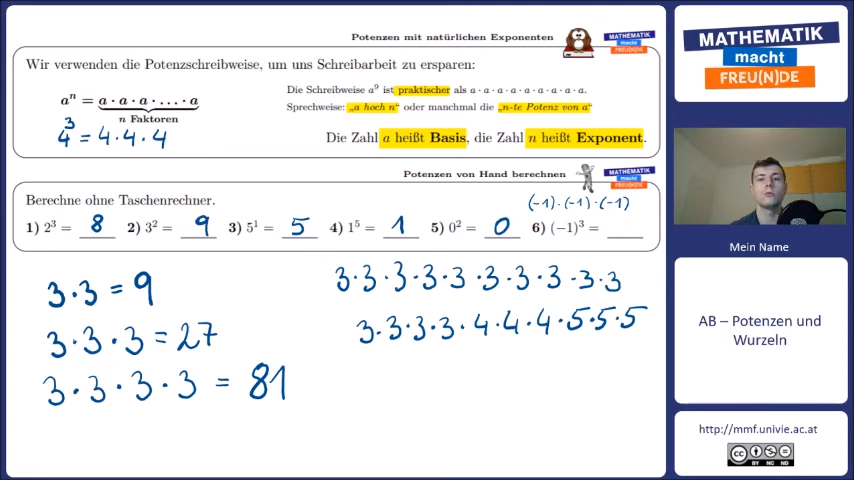 Potenzen mit natürlichen Exponenten
MATHEMATIK
macht
FREU(N)DE
Wir verwenden die Potenzschreibweise, um uns Schreibarbeit zu ersparen:
aⁿ = a · a · a · … · a
n Faktoren
4³ = 4 · 4 · 4
Die Schreibweise a⁹ ist praktischer als a · a · a · a · a · a · a · a · a.
Sprechweise: „a hoch n“ oder manchmal die „n-te Potenz von a“
Die Zahl a heißt Basis, die Zahl n heißt Exponent.
Potenzen von Hand berechnen
MATHEMATIK
macht
FREU(N)DE
Berechne ohne Taschenrechner.
(-1) · (-1) · (-1)
1) 2³ = 8 2) 3² = 9 3) 5¹ = 5 4) 1⁵ = 1 5) 0² = 0 6) (−1)³ = ____
3 · 3 = 9
3 · 3 · 3 = 27
3 · 3 · 3 · 3 = 81
3 · 3 · 3 · 3 · 3 · 3 · 3 · 3 · 3 · 3
3 · 3 · 3 · 3 · 4 · 4 · 4 · 5 · 5 · 5
MATHEMATIK
macht
FREU(N)DE
Mein Name
AB – Potenzen und
Wurzeln
http://mmf.univie.ac.at
cc
BY NC ND